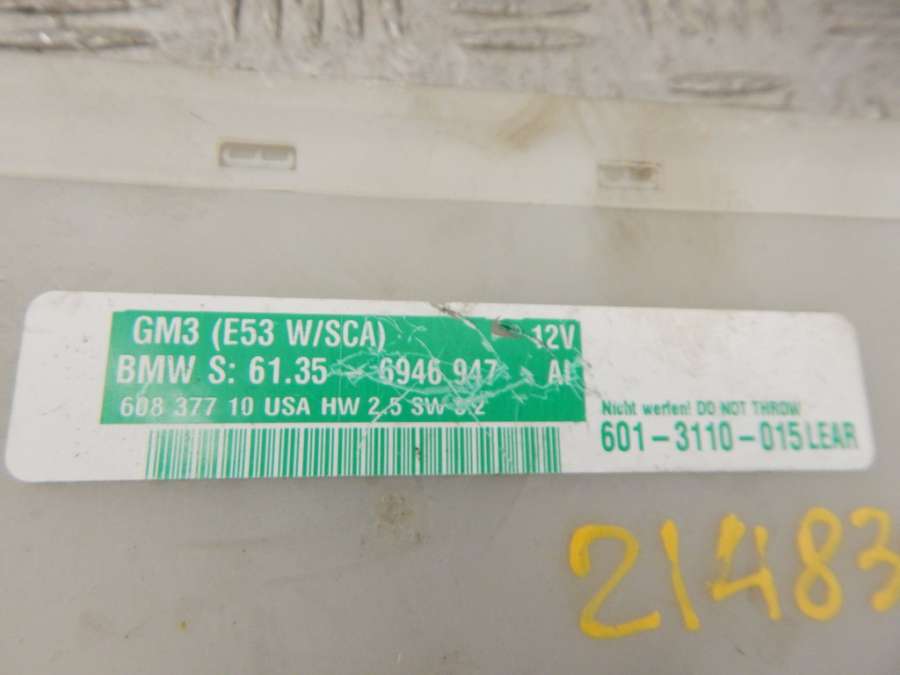 GM3 (E53 W/SCA) 12V
BMW S: 61.35 - 6946 947 AI
608 377 10 USA HW 2.5 SW
Nicht werfen! DO NOT THROW
601-3110-015 LEAR
21483